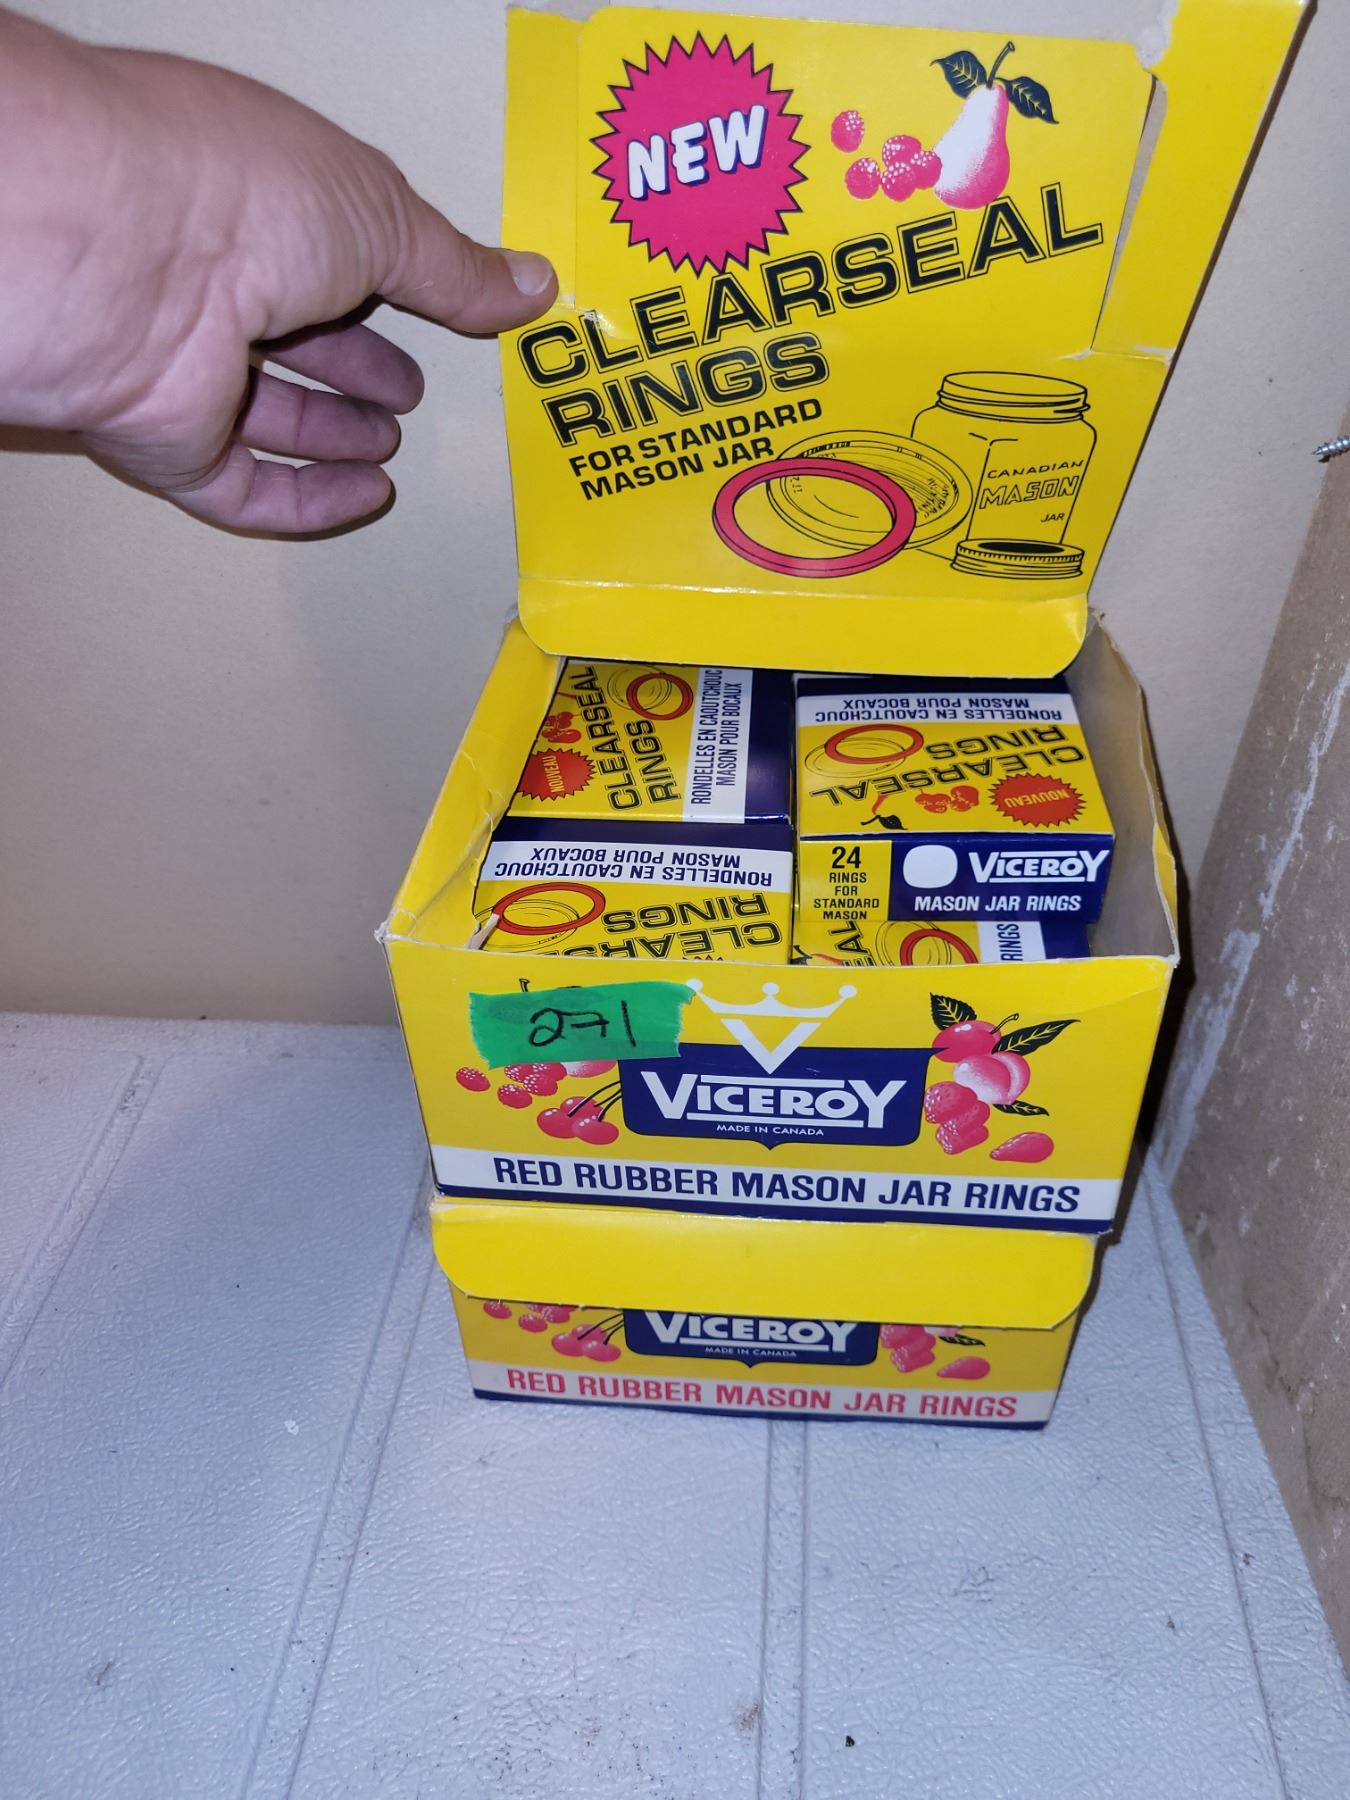 NEW
CLEARSEAL
RINGS
FOR STANDARD
MASON JAR
CANADIAN
MASON
JAR
NOUVEAU
CLEARSEAL
RINGS
RONDELLES EN CAOUTCHOUC
MASON POUR BOCAUX
RONDELLES EN CAOUTCHOUC
MASON POUR BOCAUX
CLEARSEAL
RINGS
NOUVEAU
24
RINGS
FOR
STANDARD
MASON
VICEROY
MASON JAR RINGS
RONDELLES EN CAOUTCHOUC
MASON POUR BOCAUX
RINGS
CLEARSE
EAL
RINGS
271
VICEROY
MADE IN CANADA
RED RUBBER MASON JAR RINGS
VICEROY
MADE IN CANADA
RED RUBBER MASON JAR RINGS